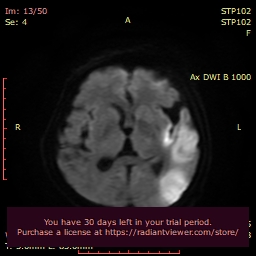 Im: 13/50
STP102
Se: 4
A
STP102
F
Ax DWI B 1000
R
L
You have 30 days left in your trial period.
Purchase a license at https://radiantviewer.com/store/